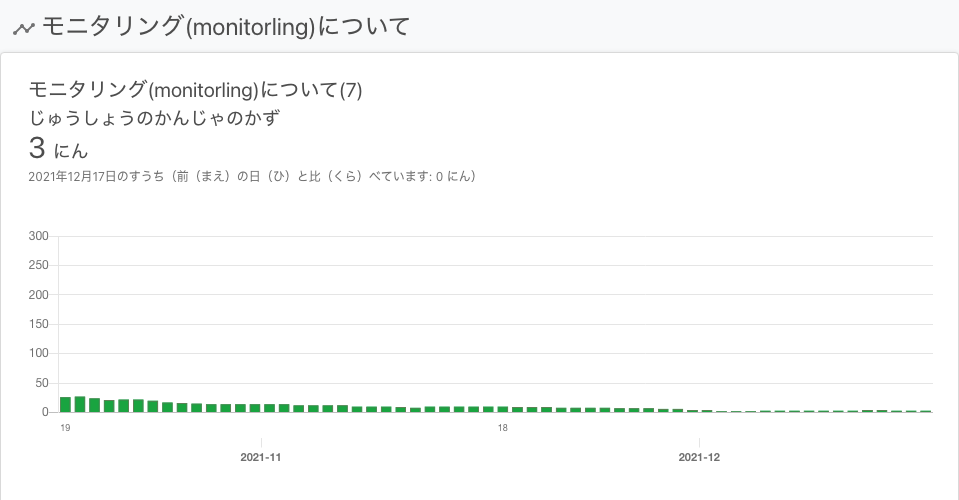 モニタリング(monitorling)について
モニタリング(monitorling)について(7)
じゅうしょうのかんじゃのかず
3 にん
2021年12月17日のすうち（前（まえ）の日（ひ）と比（くら）べています: 0 にん）
300
250
200
150
100
50
0
19 18
2021-11 2021-12